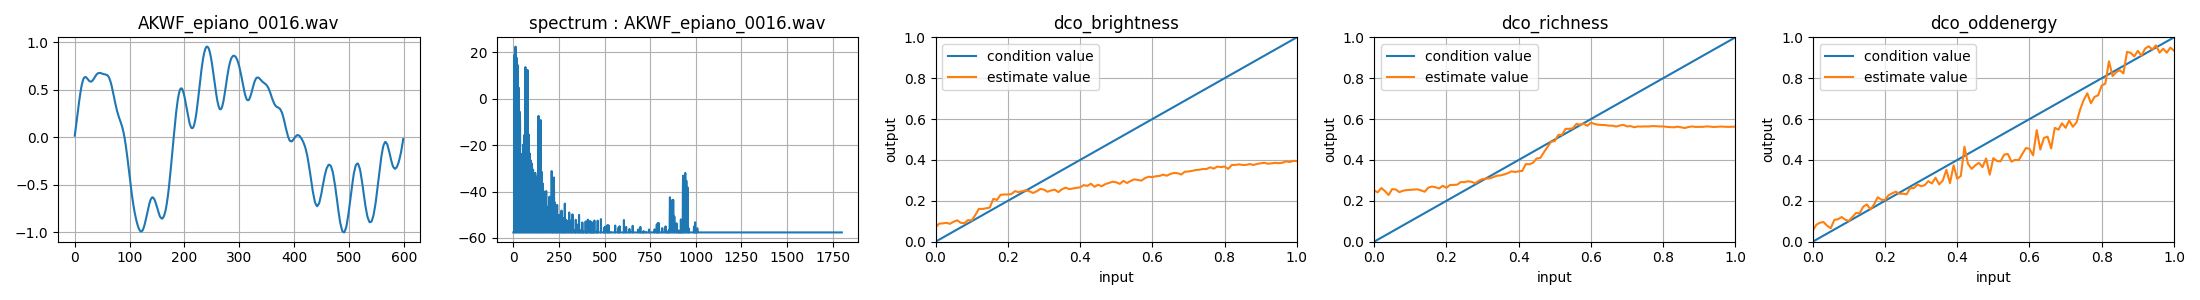 AKWF_epiano_0016.wav
1.0
0.5
0.0
−0.5
−1.0
0 100 200 300 400 500 600
spectrum : AKWF_epiano_0016.wav
20
0
−20
−40
−60
0 250 500 750 1000 1250 1500 1750
dco_brightness
condition value
estimate value
output
1.0
0.8
0.6
0.4
0.2
0.0
0.0 0.2 0.4 0.6 0.8 1.0
input
dco_richness
condition value
estimate value
output
1.0
0.8
0.6
0.4
0.2
0.0
0.0 0.2 0.4 0.6 0.8 1.0
input
dco_oddenergy
condition value
estimate value
output
1.0
0.8
0.6
0.4
0.2
0.0
0.0 0.2 0.4 0.6 0.8 1.0
input